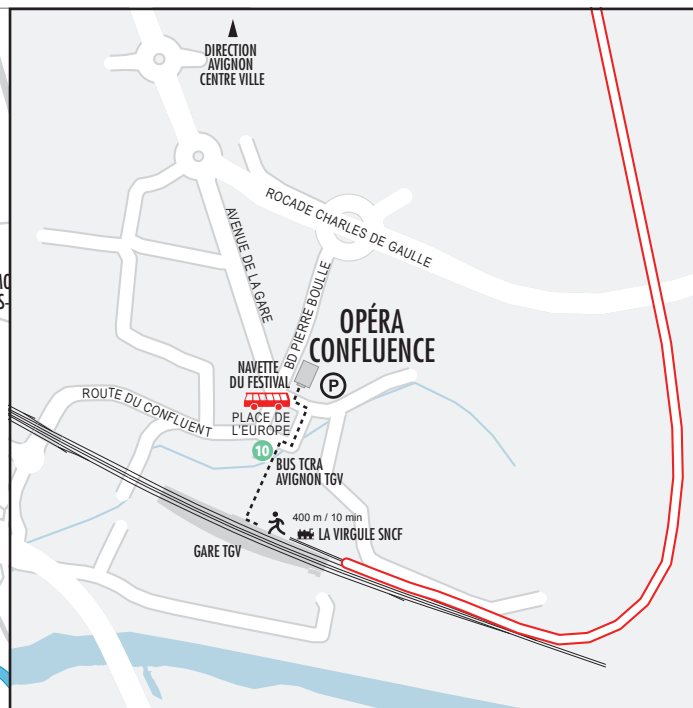 DIRECTION
AVIGNON
CENTRE VILLE
ROCADE CHARLES DE GAULLE
AVENUE DE LA GARE
BD PIERRE BOULLE
OPÉRA
CONFLUENCE
NAVETTE
DU FESTIVAL
P
ROUTE DU CONFLUENT
PLACE DE
L'EUROPE
10
BUS TCRA
AVIGNON TGV
400 m / 10 min
LA VIRGULE SNCF
GARE TGV